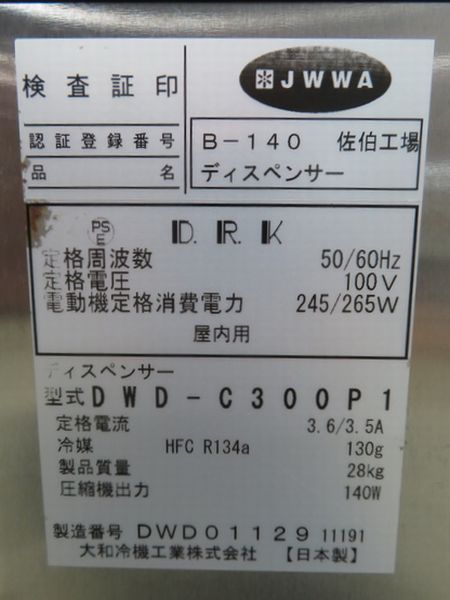 検査証印 JWWA
認証登録番号 B-140 佐伯工場
品名 ディスペンサー
PS E D.R.K
定格周波数 50/60Hz
定格電圧 100V
電動機定格消費電力 245/265W
屋内用
ディスペンサー
型式 DWD-C300P1
定格電流 3.6/3.5A
冷媒 HFC R134a 130g
製品質量 28kg
圧縮機出力 140W
製造番号 DWD01129 11191
大和冷機工業株式会社 【日本製】